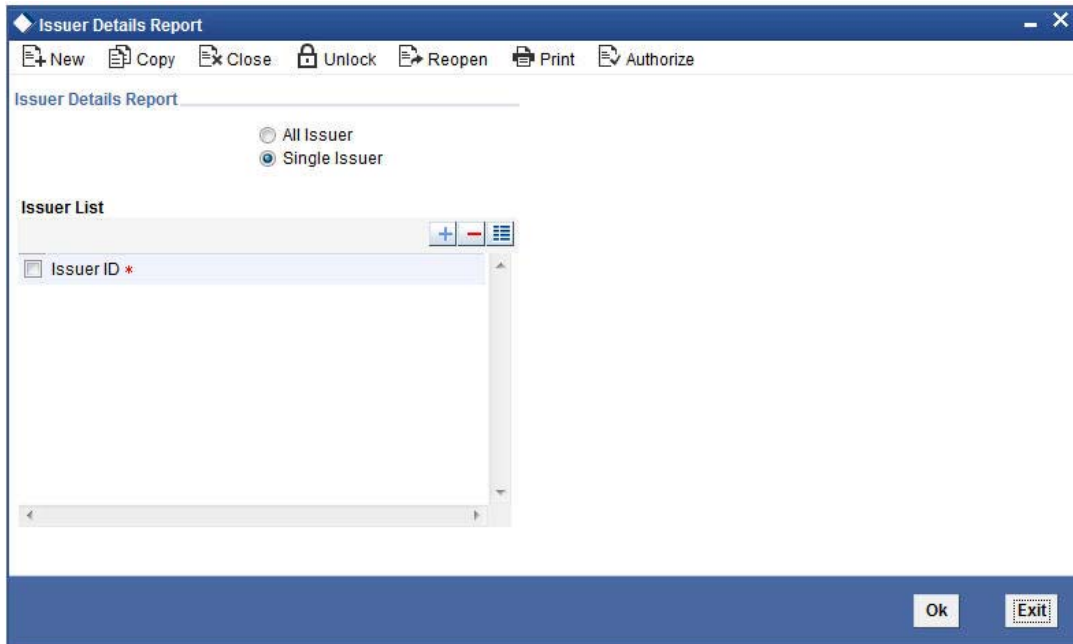 Issuer Details Report
New Copy Close Unlock Reopen Print Authorize
Issuer Details Report
All Issuer
Single Issuer
Issuer List
Issuer ID *
Ok Exit